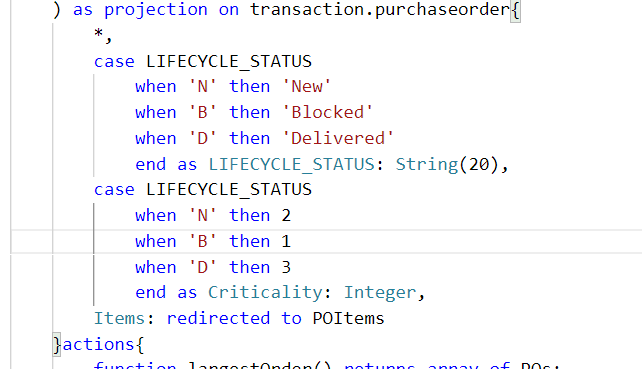 ) as projection on transaction.purchaseorder{
*,
case LIFECYCLE_STATUS
when 'N' then 'New'
when 'B' then 'Blocked'
when 'D' then 'Delivered'
end as LIFECYCLE_STATUS: String(20),
case LIFECYCLE_STATUS
when 'N' then 2
when 'B' then 1
when 'D' then 3
end as Criticality: Integer,
Items: redirected to POItems
}actions{
function largestOrder() returns array of POs;